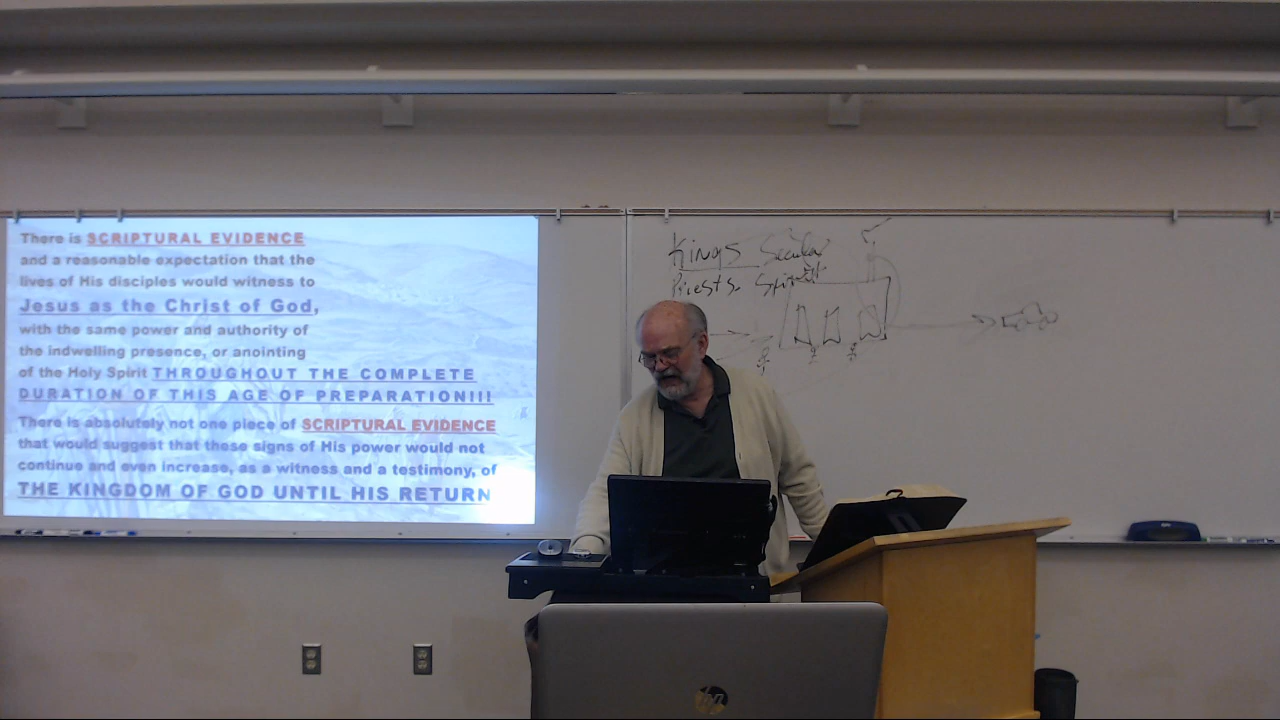 There is SCRIPTURAL EVIDENCE
and a reasonable expectation that the
lives of His disciples would witness to
Jesus as the Christ of God,
with the same power and authority of
the indwelling presence, or anointing
of the Holy Spirit THROUGHOUT THE COMPLETE
DURATION OF THIS AGE OF PREPARATION!!!
There is absolutely not one piece of SCRIPTURAL EVIDENCE
that would suggest that these signs of His power would not
continue and even increase, as a witness and a testimony, of
THE KINGDOM OF GOD UNTIL HIS RETURN
Kings Secular
Priests
hp